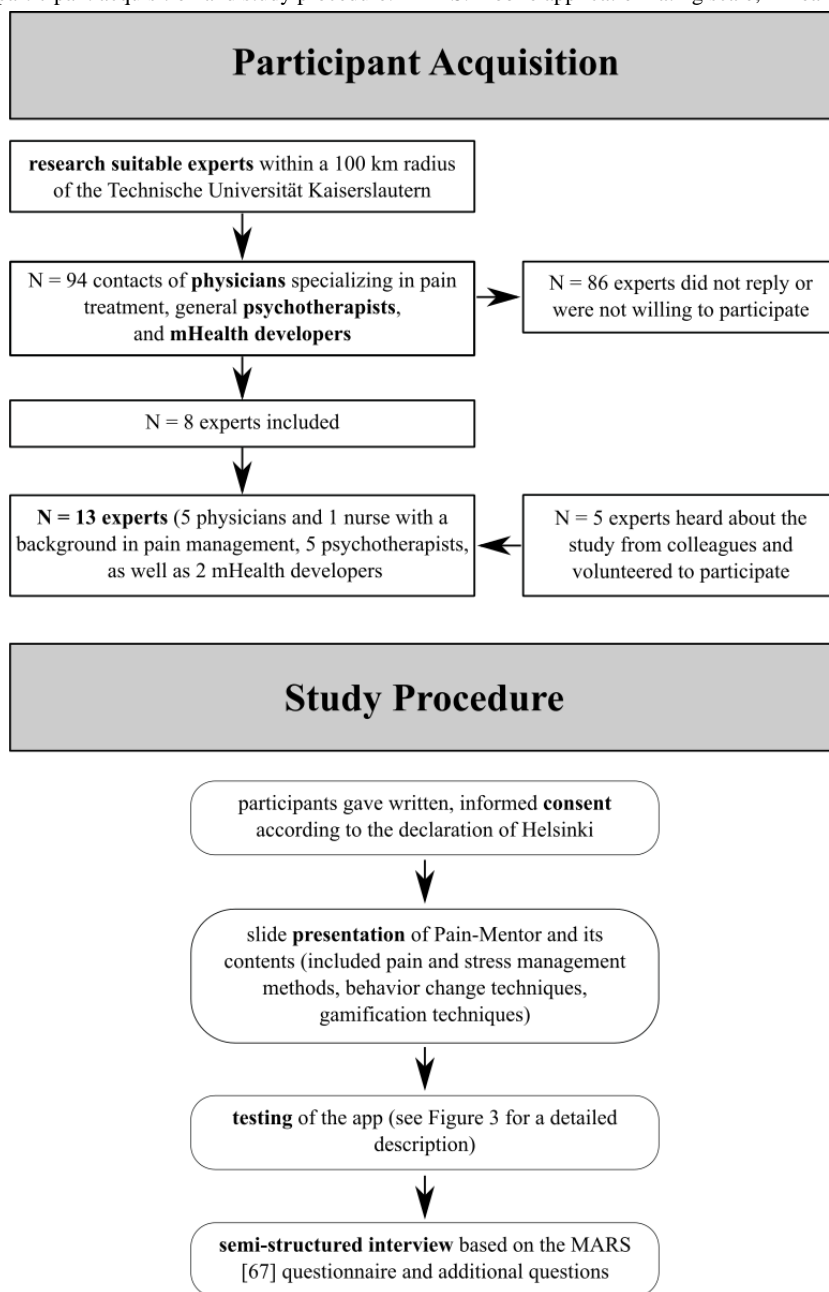 Participant Acquisition
research suitable experts within a 100 km radius
of the Technische Universität Kaiserslautern
N = 94 contacts of physicians specializing in pain
treatment, general psychotherapists,
and mHealth developers
N = 86 experts did not reply or
were not willing to participate
N = 8 experts included
N = 13 experts (5 physicians and 1 nurse with a
background in pain management, 5 psychotherapists,
as well as 2 mHealth developers
N = 5 experts heard about the
study from colleagues and
volunteered to participate
Study Procedure
participants gave written, informed consent
according to the declaration of Helsinki
slide presentation of Pain-Mentor and its
contents (included pain and stress management
methods, behavior change techniques,
gamification techniques)
testing of the app (see Figure 3 for a detailed
description)
semi-structured interview based on the MARS
[67] questionnaire and additional questions